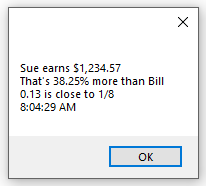 Sue earns $1,234.57
That's 38.25% more than Bill
0.13 is close to 1/8
8:04:29 AM
OK